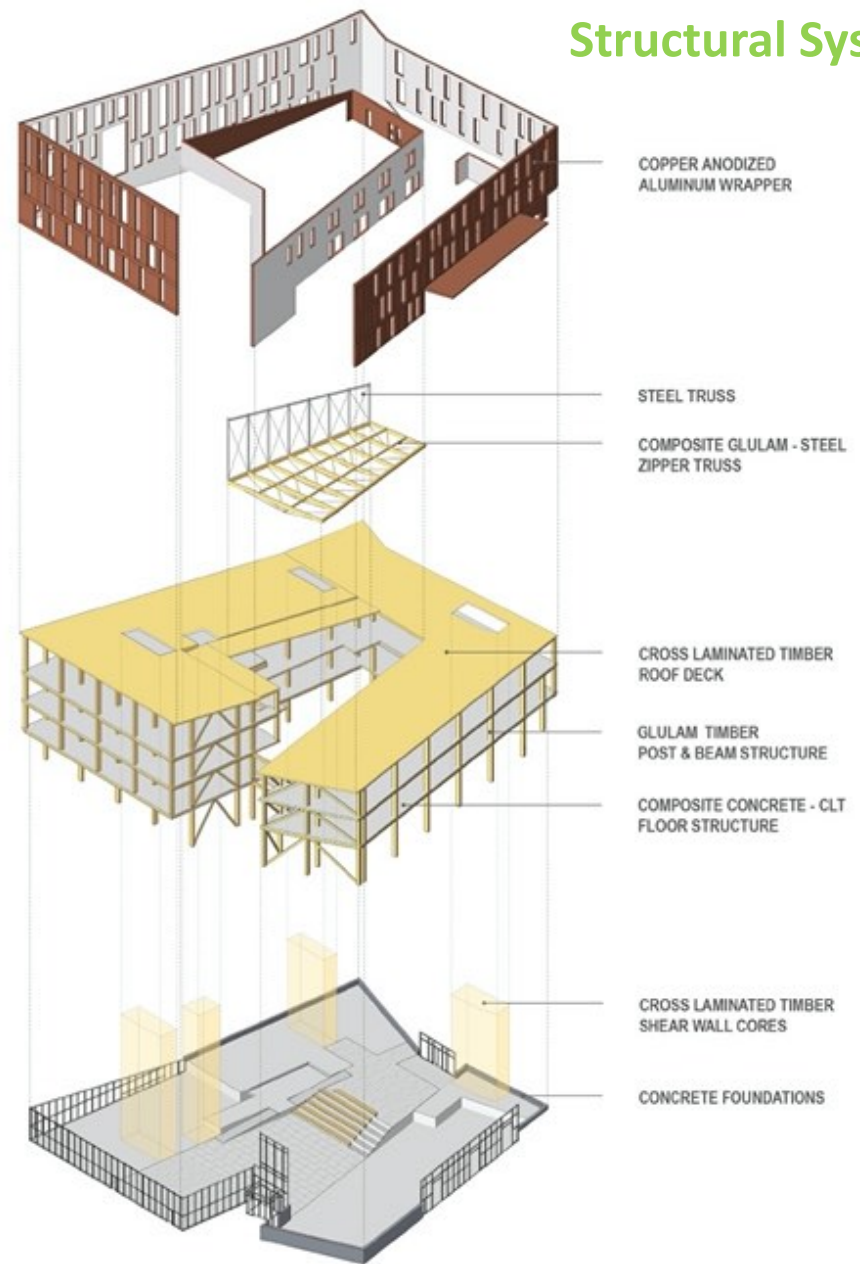 Structural Sys
COPPER ANODIZED
ALUMINUM WRAPPER
STEEL TRUSS
COMPOSITE GLULAM - STEEL
ZIPPER TRUSS
CROSS LAMINATED TIMBER
ROOF DECK
GLULAM TIMBER
POST & BEAM STRUCTURE
COMPOSITE CONCRETE - CLT
FLOOR STRUCTURE
CROSS LAMINATED TIMBER
SHEAR WALL CORES
CONCRETE FOUNDATIONS